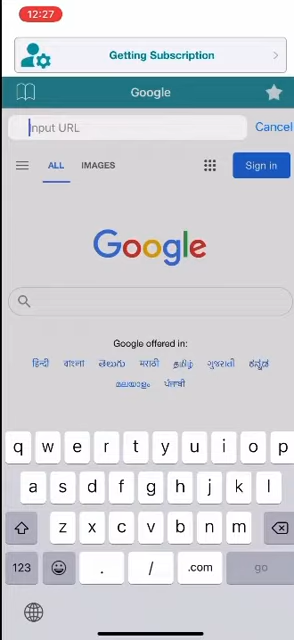 12:27
Getting Subscription
Google
Input URL Cancel
ALL IMAGES Sign in
Google
Google offered in:
हिन्दी বাংলা తెలుగు मराठी தமிழ் ગુજરાતી ಕನ್ನಡ
മലയാളം ਪੰਜਾਬੀ
q w e r t y u i o p
a s d f g h j k l
z x c v b n m
123 . / .com go